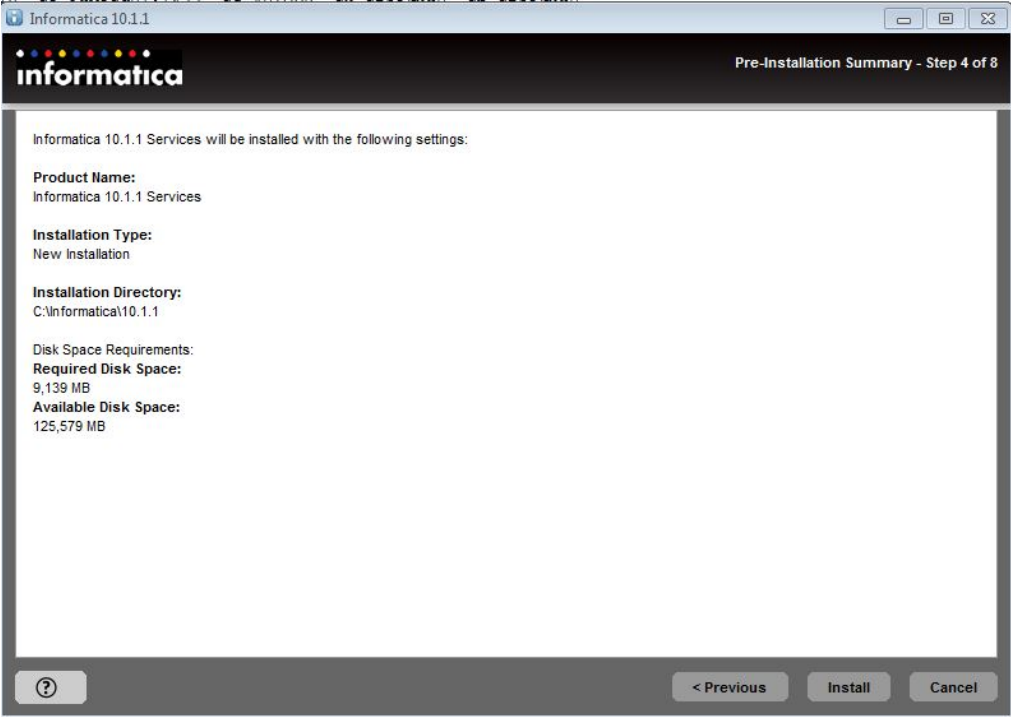 Informatica 10.1.1
informatica
Pre-Installation Summary - Step 4 of 8
Informatica 10.1.1 Services will be installed with the following settings:
Product Name:
Informatica 10.1.1 Services
Installation Type:
New Installation
Installation Directory:
C:\Informatica\10.1.1
Disk Space Requirements:
Required Disk Space:
9,139 MB
Available Disk Space:
125,579 MB
?
< Previous
Install
Cancel